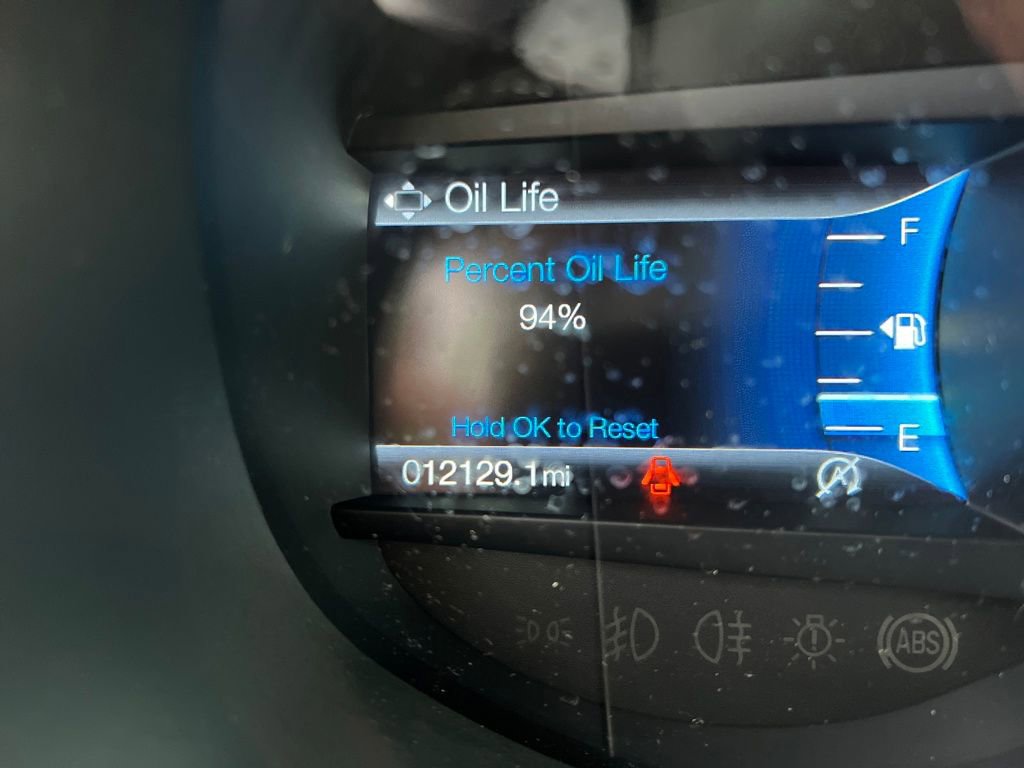 Oil Life
F
Percent Oil Life
94%
Hold OK to Reset
E
012129.1mi
A
ABS